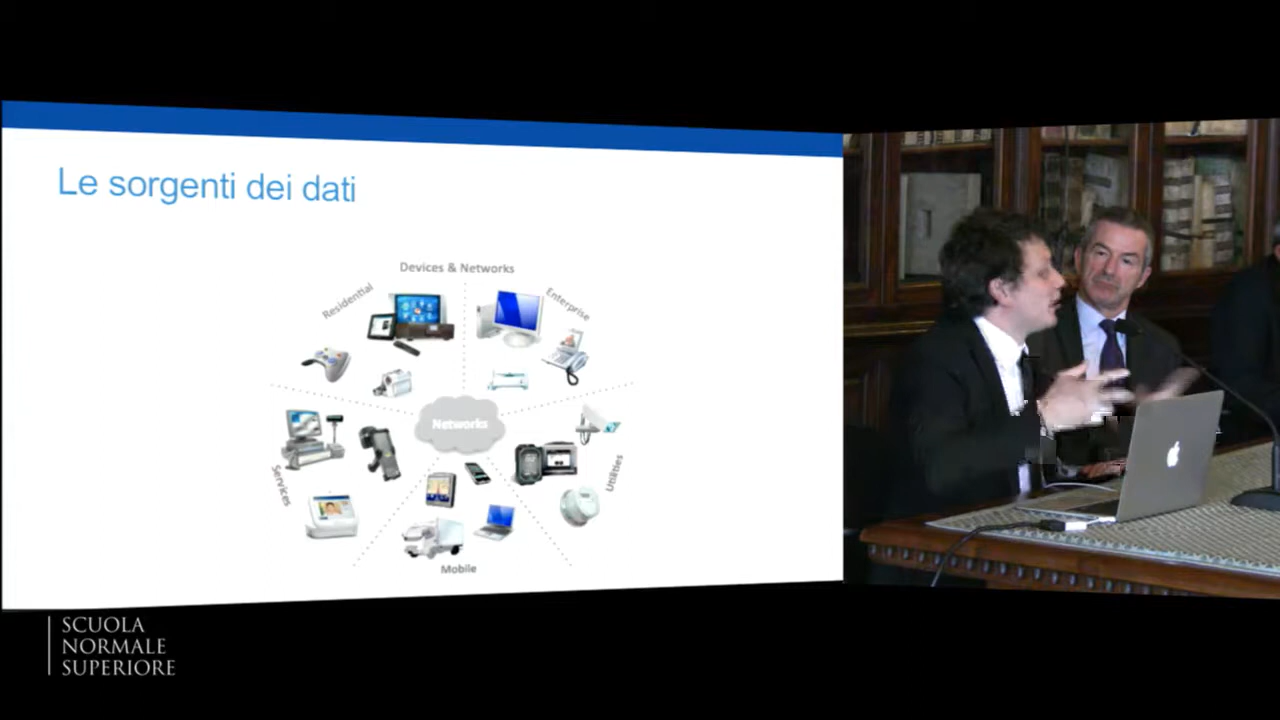 Le sorgenti dei dati
Devices & Networks
Residential
Enterprise
Networks
Services
Utilities
Mobile
SCUOLA
NORMALE
SUPERIORE